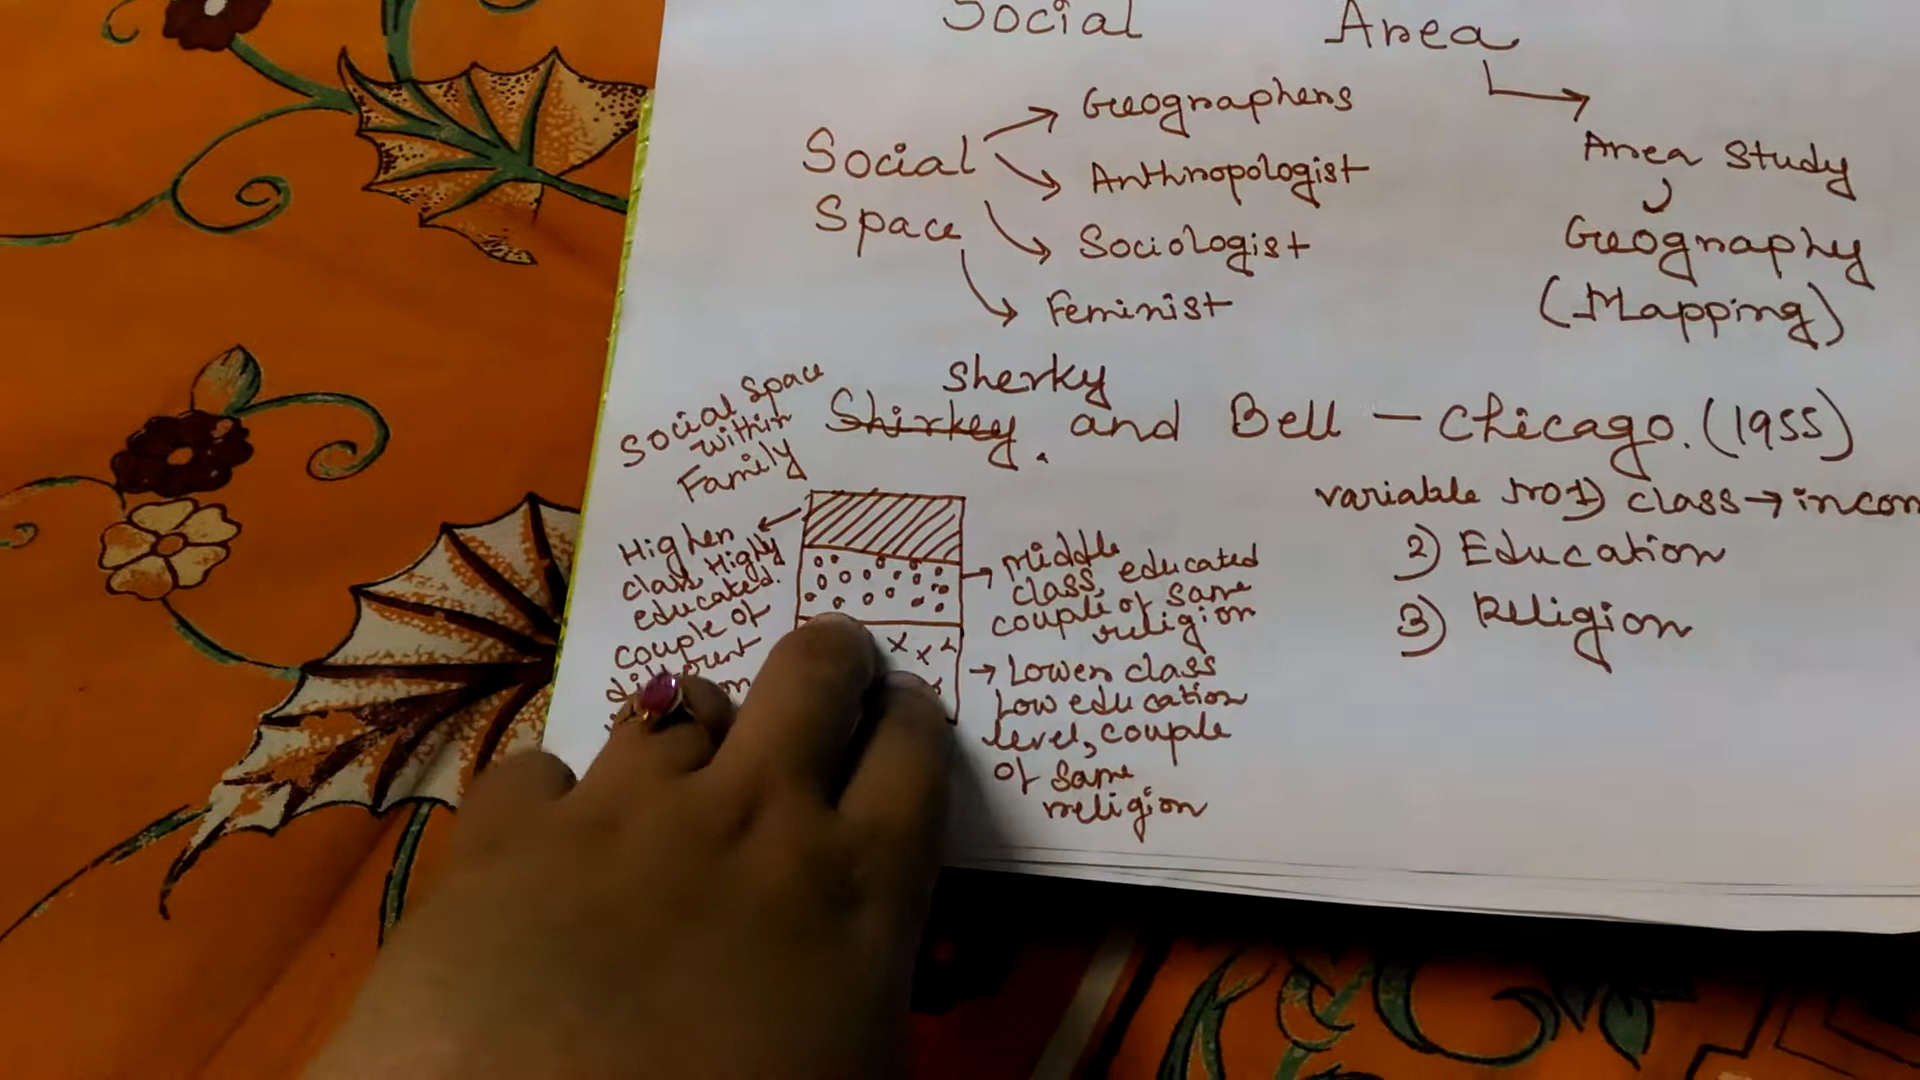 Social Area
Social Space
Geographers
Anthropologist
Sociologist
Feminist
Area Study
Geography
(Mapping)
Sherky
Shirkey and Bell - Chicago. (1955)
variable No 1) class → incom
2) Education
3) Religion
Social Space
within
Family
Higher
class Highly
educated.
couple of
different
middle
class, educated
couple of same
religion
→ Lower class
Low education
level, couple
of same
religion